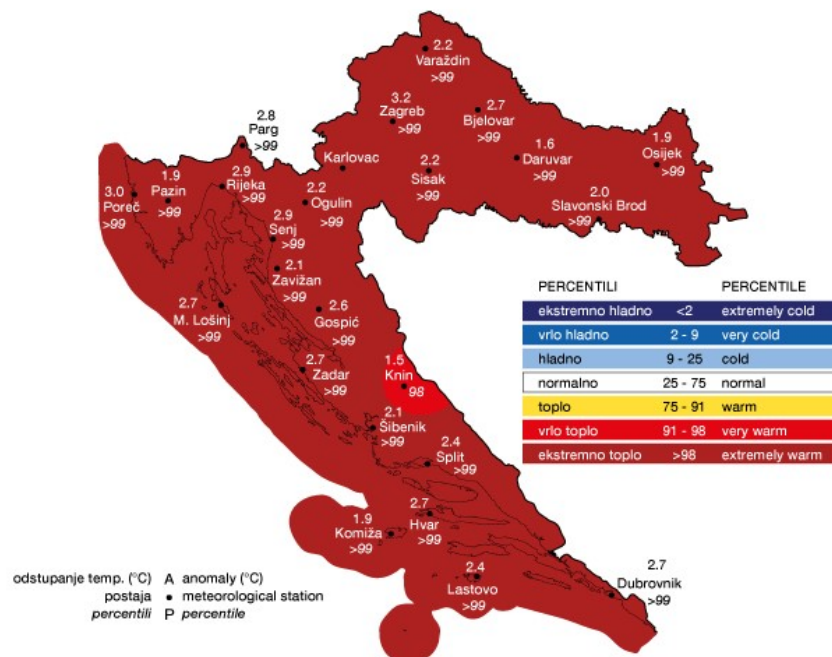 2.2
Varaždin
>99
3.2
Zagreb
>99
2.7
Bjelovar
>99
2.8
Parg
>99
Karlovac
2.2
Sisak
>99
1.6
Daruvar
>99
1.9
Osijek
>99
2.0
Slavonski Brod
>99
3.0
Poreč
>99
1.9
Pazin
>99
2.9
Rijeka
>99
2.2
Ogulin
>99
2.9
Senj
>99
2.1
Zavižan
>99
2.7
M. Lošinj
>99
2.6
Gospić
>99
2.7
Zadar
>99
1.5
Knin
98
2.1
Šibenik
>99
2.4
Split
>99
2.7
Hvar
>99
1.9
Komiža
>99
2.4
Lastovo
>99
2.7
Dubrovnik
>99
PERCENTILI PERCENTILE
ekstremno hladno <2 extremely cold
vrlo hladno 2 - 9 very cold
hladno 9 - 25 cold
normalno 25 - 75 normal
toplo 75 - 91 warm
vrlo toplo 91 - 98 very warm
ekstremno toplo >98 extremely warm
odstupanje temp. (°C) A anomaly (°C)
postaja • meteorological station
percentili P percentile